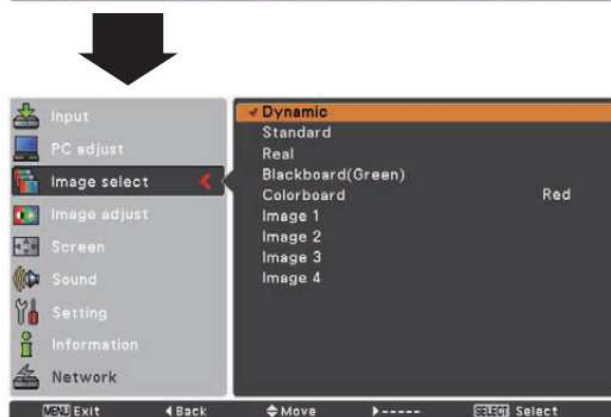 Input
PC adjust
Image select
Image adjust
Screen
Sound
Setting
Information
Network
Dynamic
Standard
Real
Blackboard(Green)
Colorboard Red
Image 1
Image 2
Image 3
Image 4
MENU Exit Back Move ----- SELECT Select